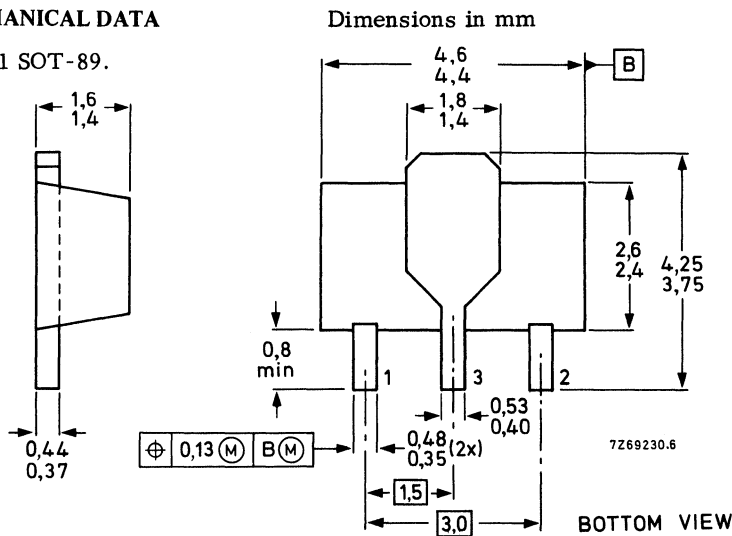 HANICAL DATA
Dimensions in mm
1 SOT-89.
4,6
4,4
B
1,6
1,4
1,8
1,4
2,6
2,4
4,25
3,75
0,8
min
1
3
2
0,53
0,40
0,44
0,37
⌖ 0,13 Ⓜ B Ⓜ
0,48
0,35 (2x)
7Z69230.6
1,5
3,0
BOTTOM VIEW